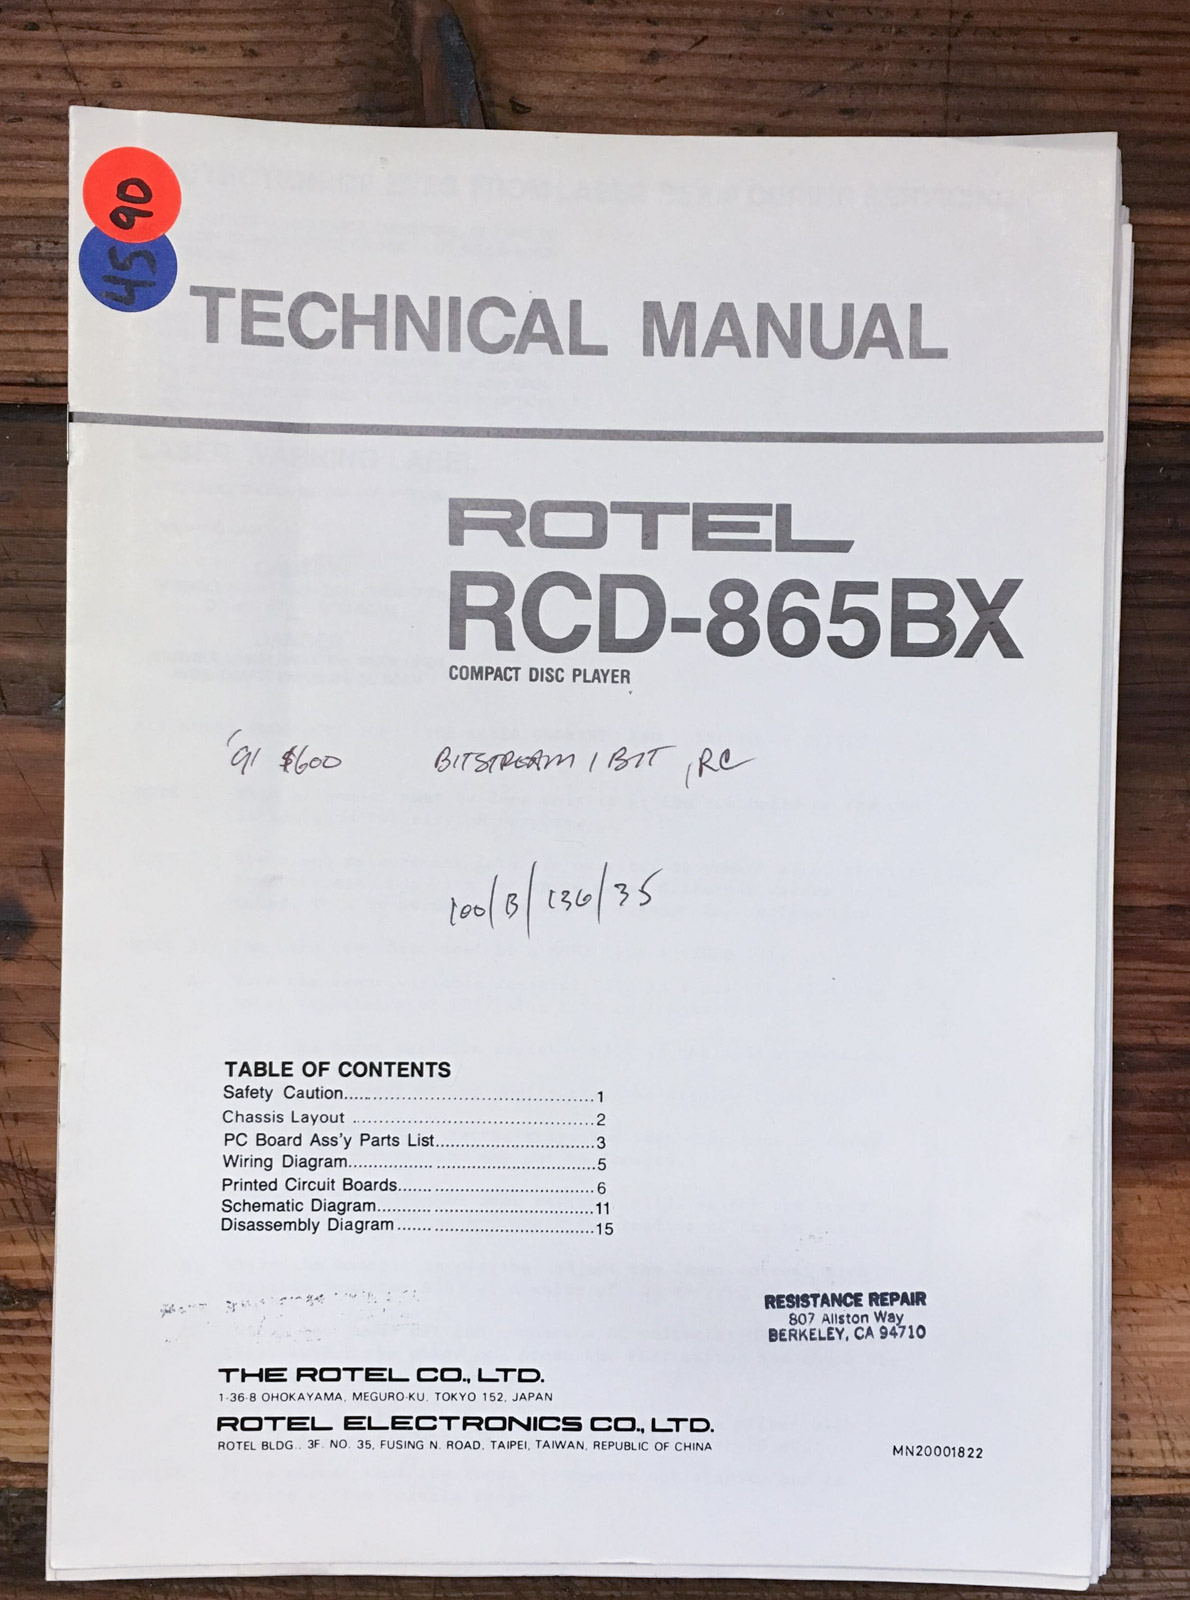 90
45
TECHNICAL MANUAL
ROTEL
RCD-865BX
COMPACT DISC PLAYER
'91 $600 BITSTREAM 1 BIT, RC
100/B/136/35
TABLE OF CONTENTS
Safety Caution..............................1
Chassis Layout ..............................2
PC Board Ass'y Parts List..............................3
Wiring Diagram..............................5
Printed Circuit Boards..............................6
Schematic Diagram..............................11
Disassembly Diagram..............................15
RESISTANCE REPAIR
807 Allston Way
BERKELEY, CA 94710
THE ROTEL CO., LTD.
1-36-8 OHOKAYAMA, MEGURO-KU, TOKYO 152, JAPAN
ROTEL ELECTRONICS CO., LTD.
ROTEL BLDG., 3F. NO. 35, FUSING N. ROAD, TAIPEI, TAIWAN, REPUBLIC OF CHINA
MN20001822